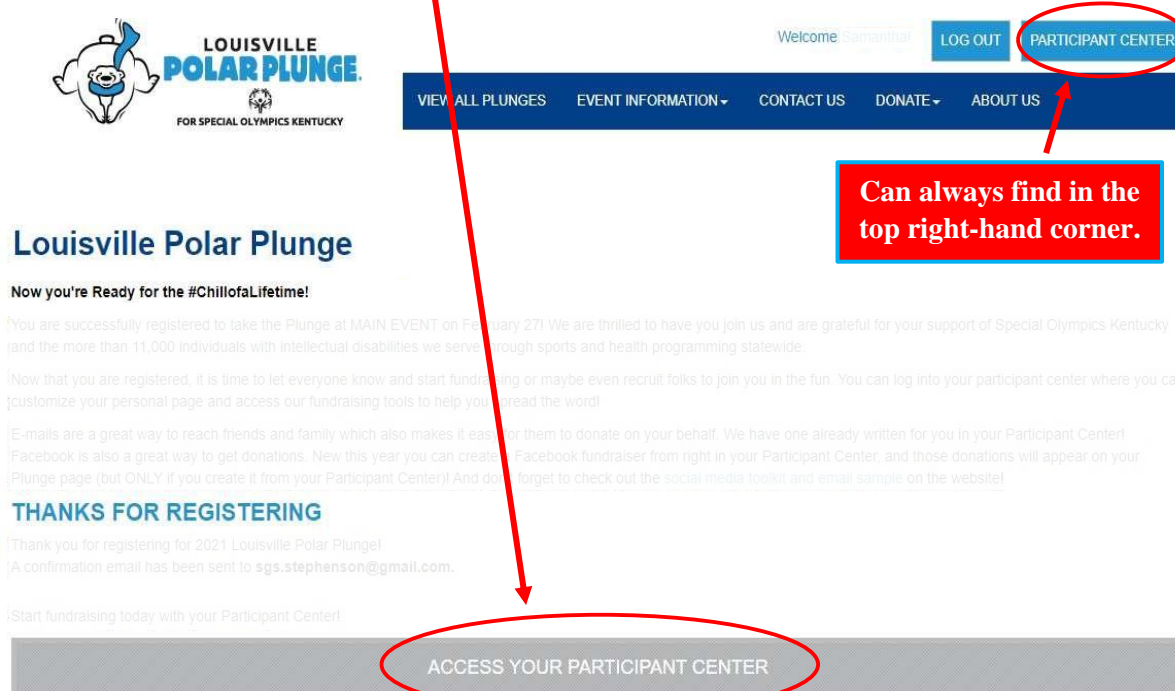 LOUISVILLE
POLAR PLUNGE.
FOR SPECIAL OLYMPICS KENTUCKY
Welcome Samantha!
LOG OUT
PARTICIPANT CENTER
VIEW ALL PLUNGES EVENT INFORMATION CONTACT US DONATE ABOUT US
Can always find in the
top right-hand corner.
Louisville Polar Plunge
Now you're Ready for the #ChillofaLifetime!
You are successfully registered to take the Plunge at MAIN EVENT on February 27! We are thrilled to have you join us and are grateful for your support of Special Olympics Kentucky
and the more than 11,000 individuals with intellectual disabilities we serve through sports and health programming statewide.
Now that you are registered, it is time to let everyone know and start fundraising or maybe even recruit folks to join you in the fun. You can log into your participant center where you ca
customize your personal page and access our fundraising tools to help you spread the word!
E-mails are a great way to reach friends and family which also makes it easy for them to donate on your behalf. We have one already written for you in your Participant Center!
Facebook is also a great way to get donations. New this year you can create a Facebook fundraiser from right in your Participant Center, and those donations will appear on your
Plunge page (but ONLY if you create it from your Participant Center)! And don't forget to check out the social media toolkit and email sample on the website!
THANKS FOR REGISTERING
Thank you for registering for 2021 Louisville Polar Plunge!
A confirmation email has been sent to sgs.stephenson@gmail.com.
Start fundraising today with your Participant Center!
ACCESS YOUR PARTICIPANT CENTER